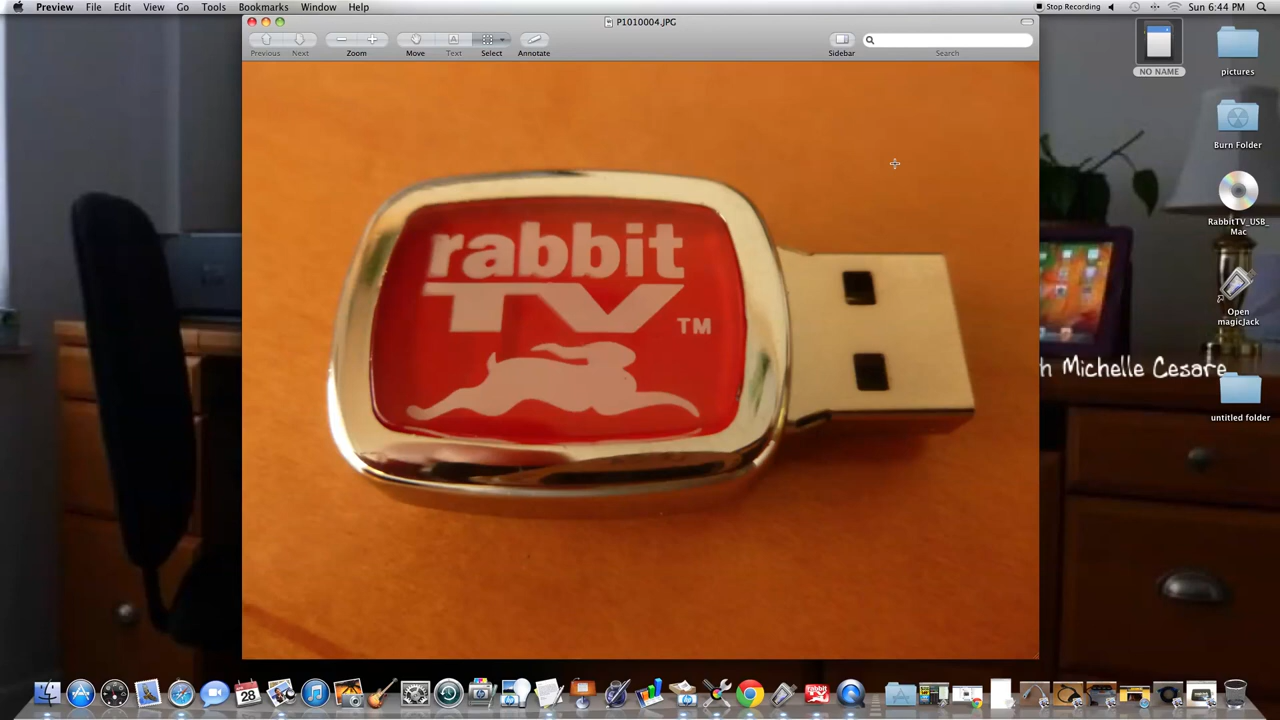 Preview File Edit View Go Tools Bookmarks Window Help
Stop Recording Sun 6:44 PM
P1010004.JPG
Previous Next Zoom Move Text Select Annotate Sidebar Search
NO NAME
pictures
Burn Folder
RabbitTV_USB_
Mac
Open
magicJack
untitled folder
rabbit
TV TM
h Michelle Cesare
28
rabbit